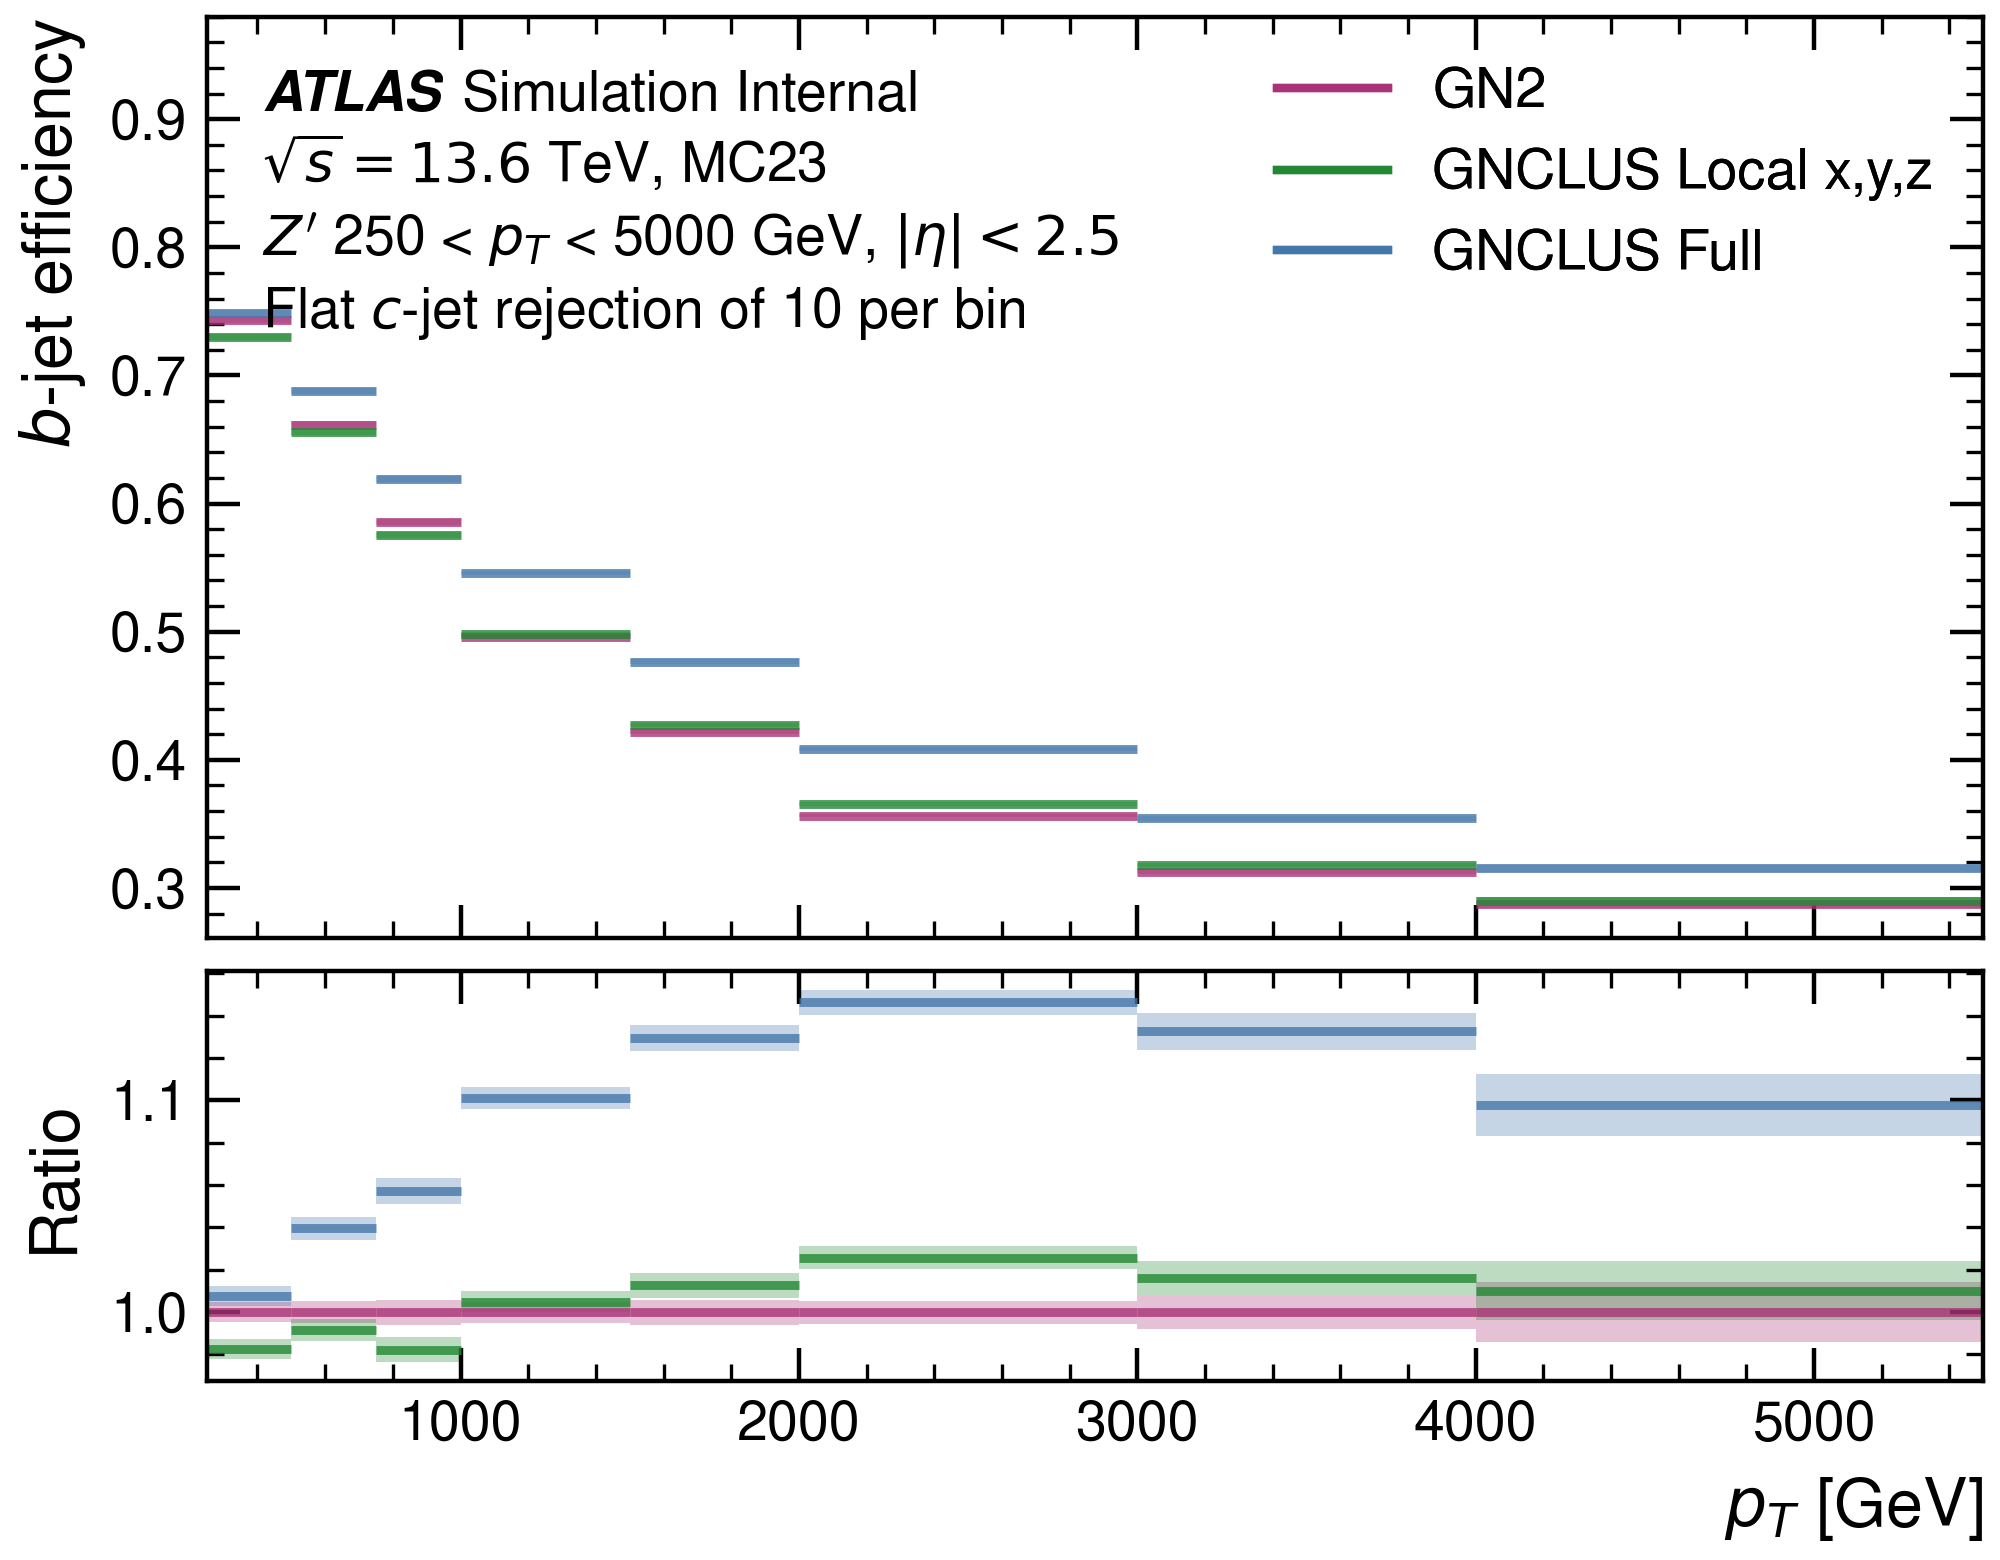 b-jet efficiency
0.9
0.8
0.7
0.6
0.5
0.4
0.3
ATLAS Simulation Internal
√s = 13.6 TeV, MC23
Z′ 250 < pT < 5000 GeV, |η| < 2.5
Flat c-jet rejection of 10 per bin
GN2
GNCLUS Local x,y,z
GNCLUS Full
Ratio
1.1
1.0
1000 2000 3000 4000 5000
pT [GeV]